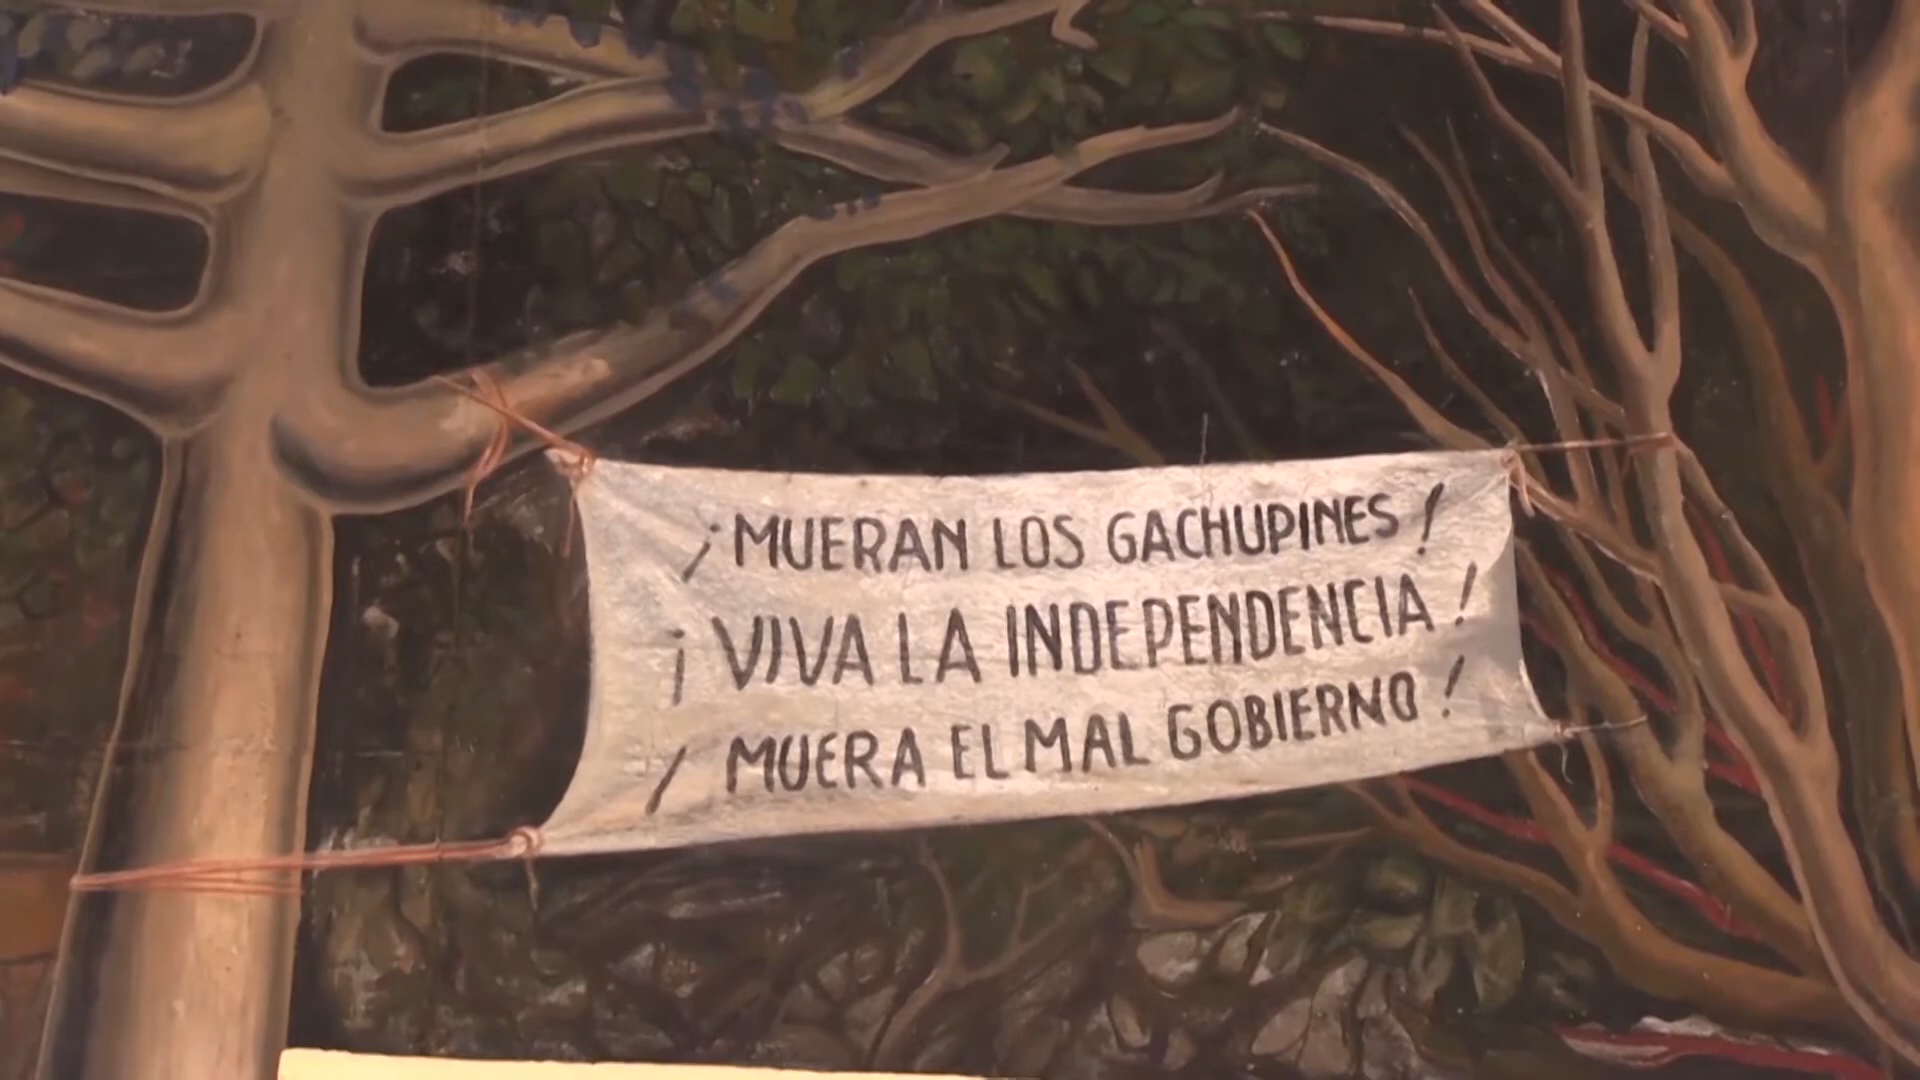 ¡MUERAN LOS GACHUPINES!
¡VIVA LA INDEPENDENCIA!
¡MUERA EL MAL GOBIERNO!